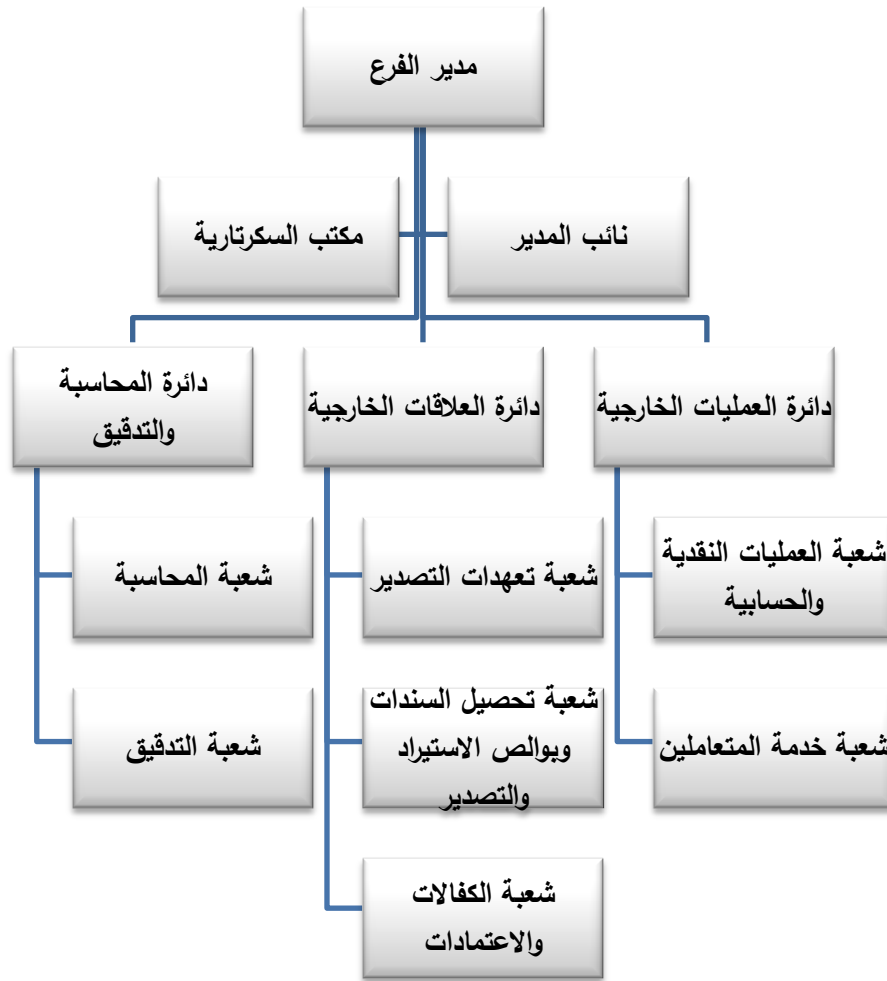 مدير الفرع
نائب المدير
مكتب السكرتارية
دائرة العمليات الخارجية
دائرة العلاقات الخارجية
دائرة المحاسبة
والتدقيق
شعبة العمليات النقدية
والحسابية
شعبة تعهدات التصدير
شعبة المحاسبة
شعبة خدمة المتعاملين
شعبة تحصيل السندات
وبوالص الاستيراد
والتصدير
شعبة التدقيق
شعبة الكفالات
والاعتمادات